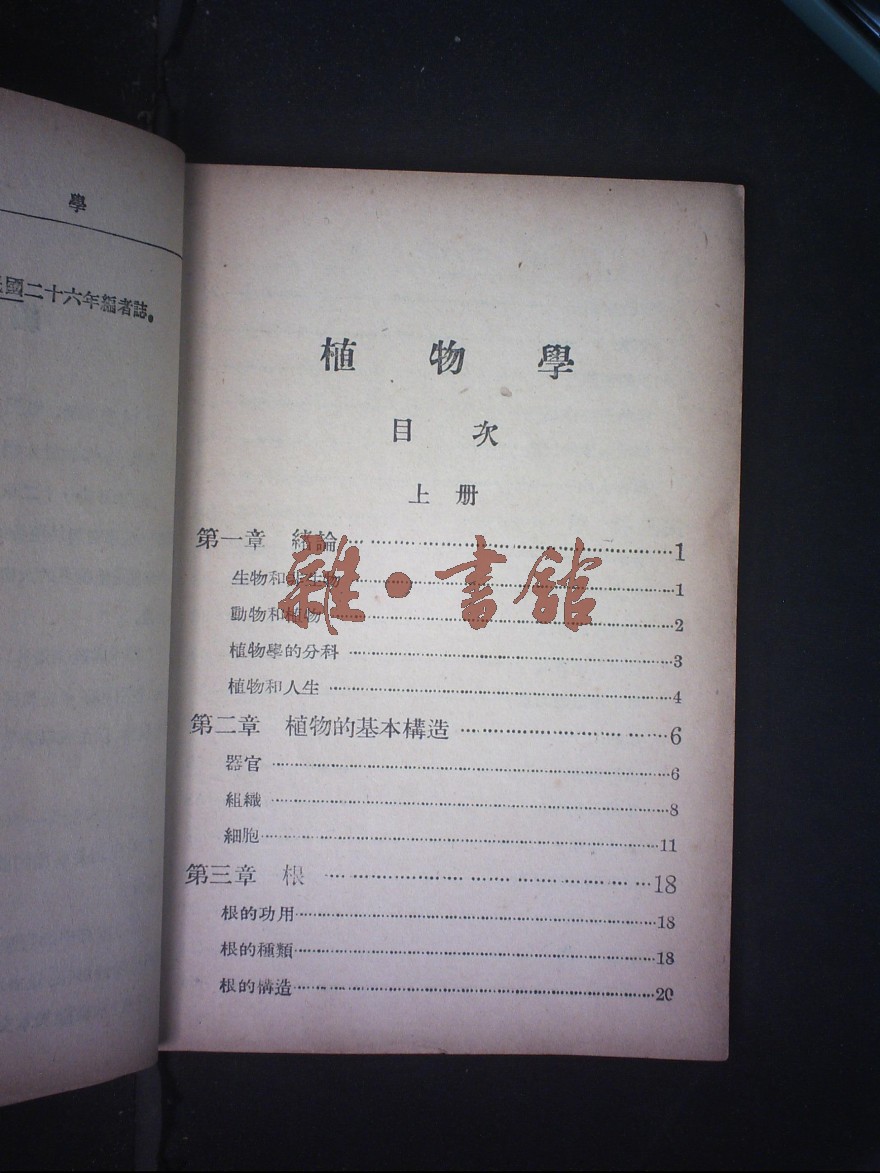 學
國二十六年編者誌。
植物學
目次
上册
第一章 緒論……1
生物和非生物……1
動物和植物……2
植物學的分科……3
植物和人生……4
第二章 植物的基本構造……6
器官……6
組織……8
細胞……11
第三章 根……18
根的功用……18
根的種類……18
根的構造……20
雜·書館